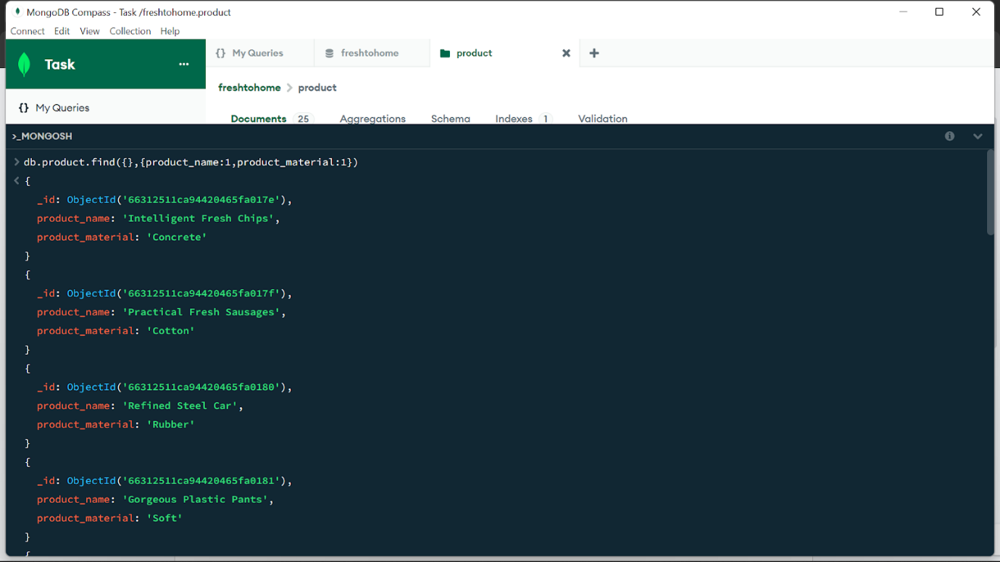 MongoDB Compass - Task /freshtohome.product
Connect Edit View Collection Help
Task ...
{} My Queries
freshtohome
product
freshtohome > product
{} My Queries
Documents 25 Aggregations Schema Indexes 1 Validation
>_MONGOSH
> db.product.find({},{product_name:1,product_material:1})
< {
_id: ObjectId('66312511ca94420465fa017e'),
product_name: 'Intelligent Fresh Chips',
product_material: 'Concrete'
}
{
_id: ObjectId('66312511ca94420465fa017f'),
product_name: 'Practical Fresh Sausages',
product_material: 'Cotton'
}
{
_id: ObjectId('66312511ca94420465fa0180'),
product_name: 'Refined Steel Car',
product_material: 'Rubber'
}
{
_id: ObjectId('66312511ca94420465fa0181'),
product_name: 'Gorgeous Plastic Pants',
product_material: 'Soft'
}
{